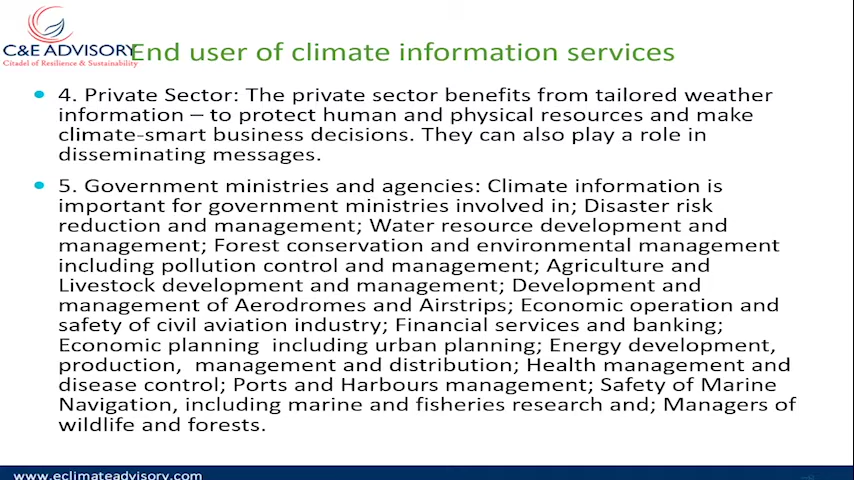 C&E ADVISORY
Citadel of Resilience & Sustainability
End user of climate information services
• 4. Private Sector: The private sector benefits from tailored weather
information – to protect human and physical resources and make
climate-smart business decisions. They can also play a role in
disseminating messages.
• 5. Government ministries and agencies: Climate information is
important for government ministries involved in; Disaster risk
reduction and management; Water resource development and
management; Forest conservation and environmental management
including pollution control and management; Agriculture and
Livestock development and management; Development and
management of Aerodromes and Airstrips; Economic operation and
safety of civil aviation industry; Financial services and banking;
Economic planning  including urban planning; Energy development,
production,  management and distribution; Health management and
disease control; Ports and Harbours management; Safety of Marine
Navigation, including marine and fisheries research and; Managers of
wildlife and forests.
www.eclimateadvisory.com